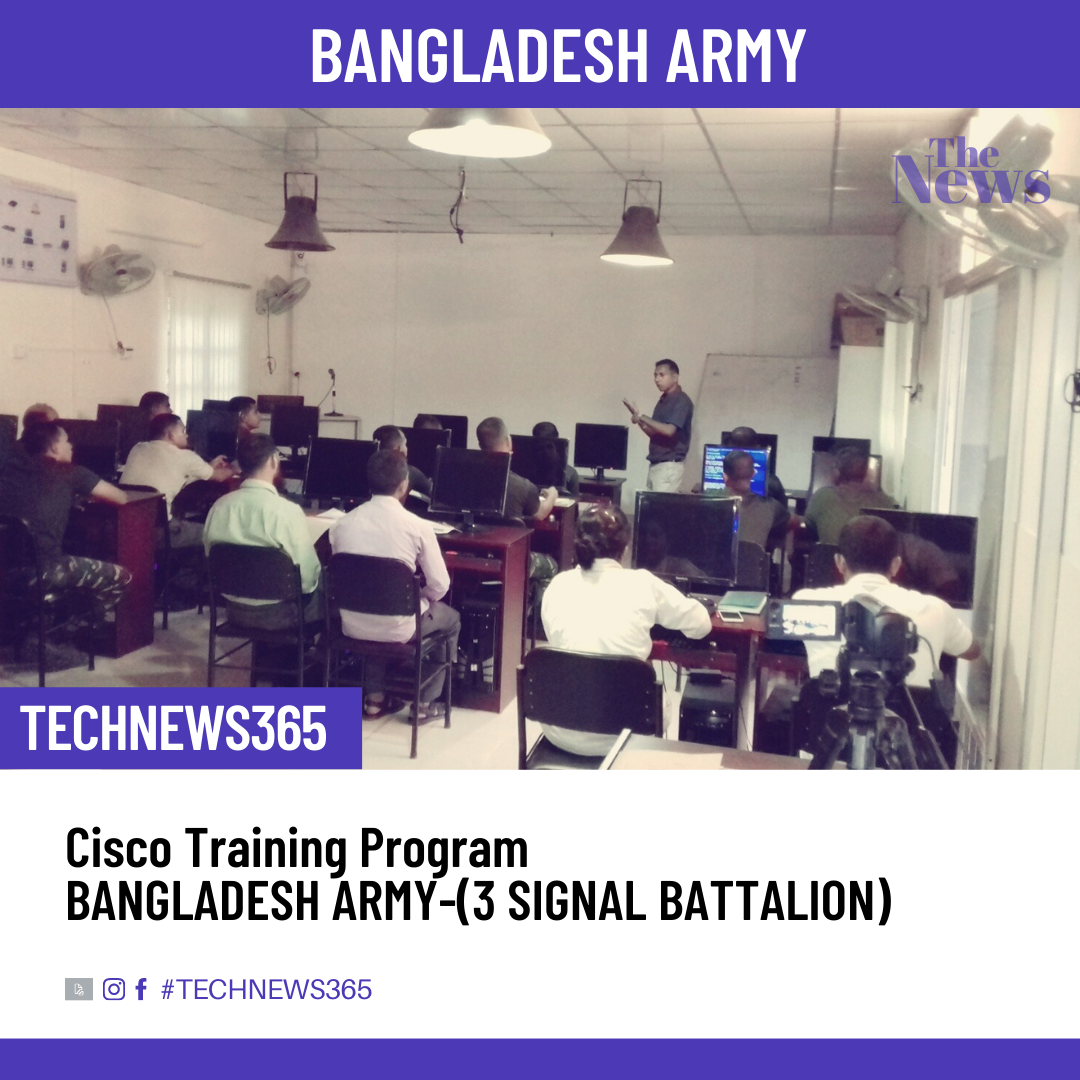 BANGLADESH ARMY
The
News
TECHNEWS365
Cisco Training Program
BANGLADESH ARMY-(3 SIGNAL BATTALION)
#TECHNEWS365